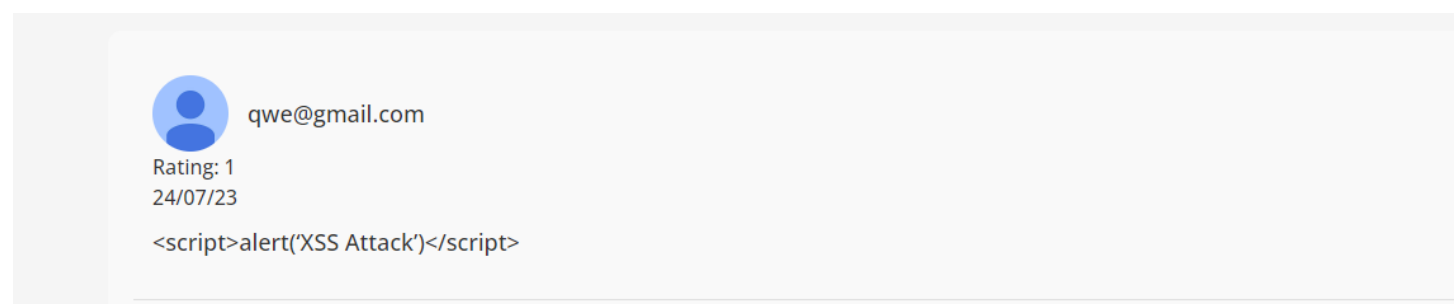 qwe@gmail.com
Rating: 1
24/07/23
<script>alert(‘XSS Attack’)</script>